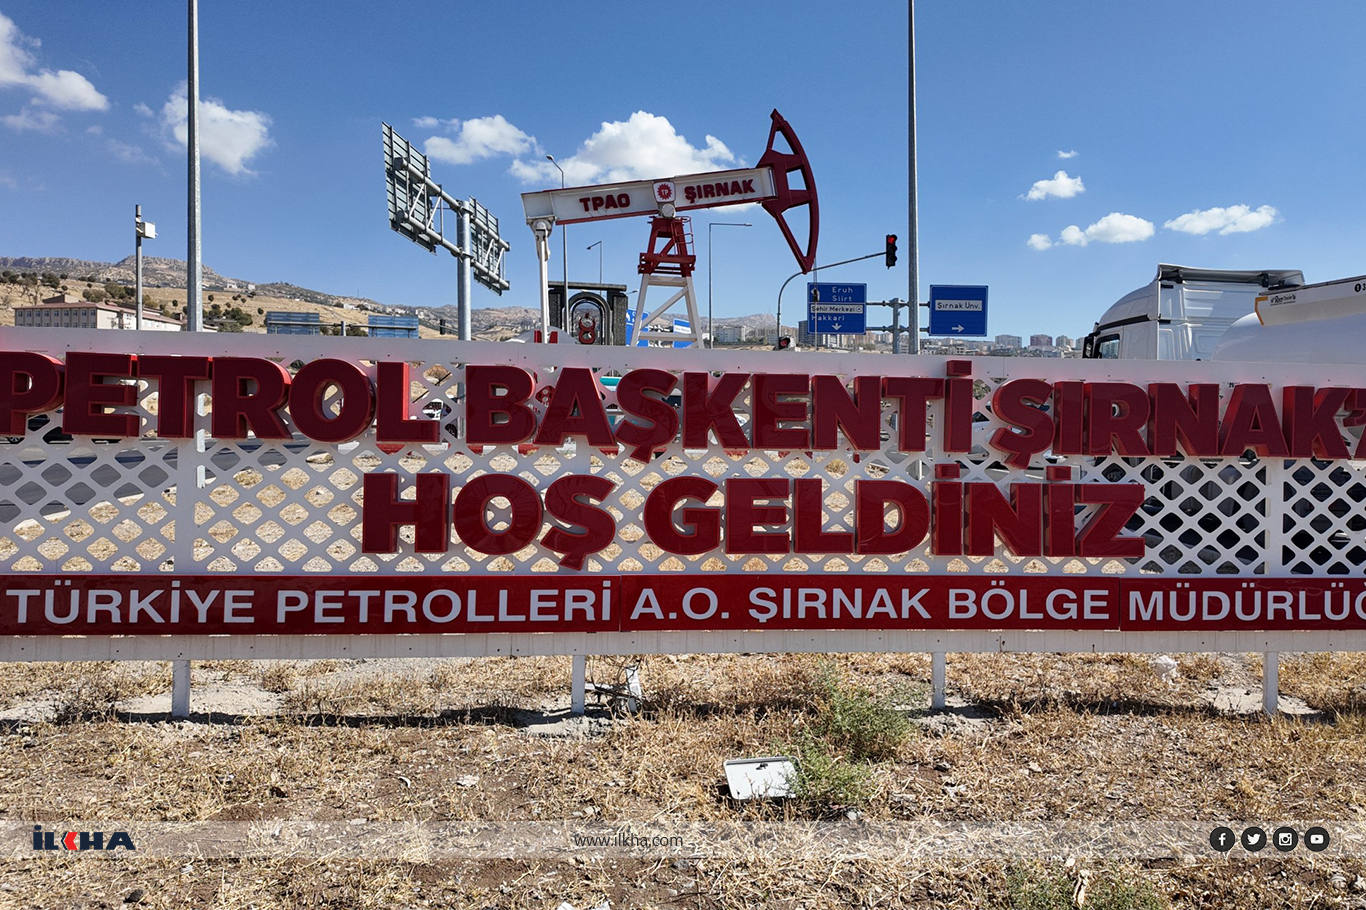 TPAO ŞIRNAK
Eruh
Siirt
Şehir Merkezi
Hakkari
Şırnak Ünv.
PETROL BAŞKENTİ ŞIRNAK'
HOŞ GELDİNİZ
TÜRKİYE PETROLLERİ A.O. ŞIRNAK BÖLGE MÜDÜRLÜĞ
İLKHA
www.ilkha.com